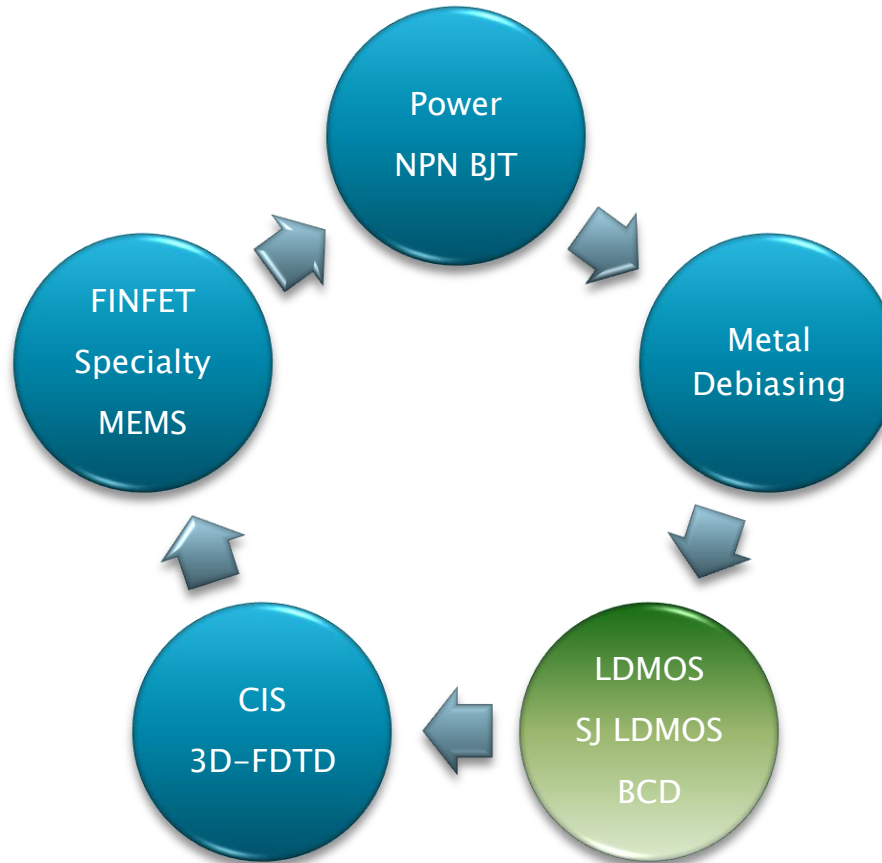 Power
NPN BJT
Metal
Debiasing
LDMOS
SJ LDMOS
BCD
CIS
3D-FDTD
FINFET
Specialty
MEMS